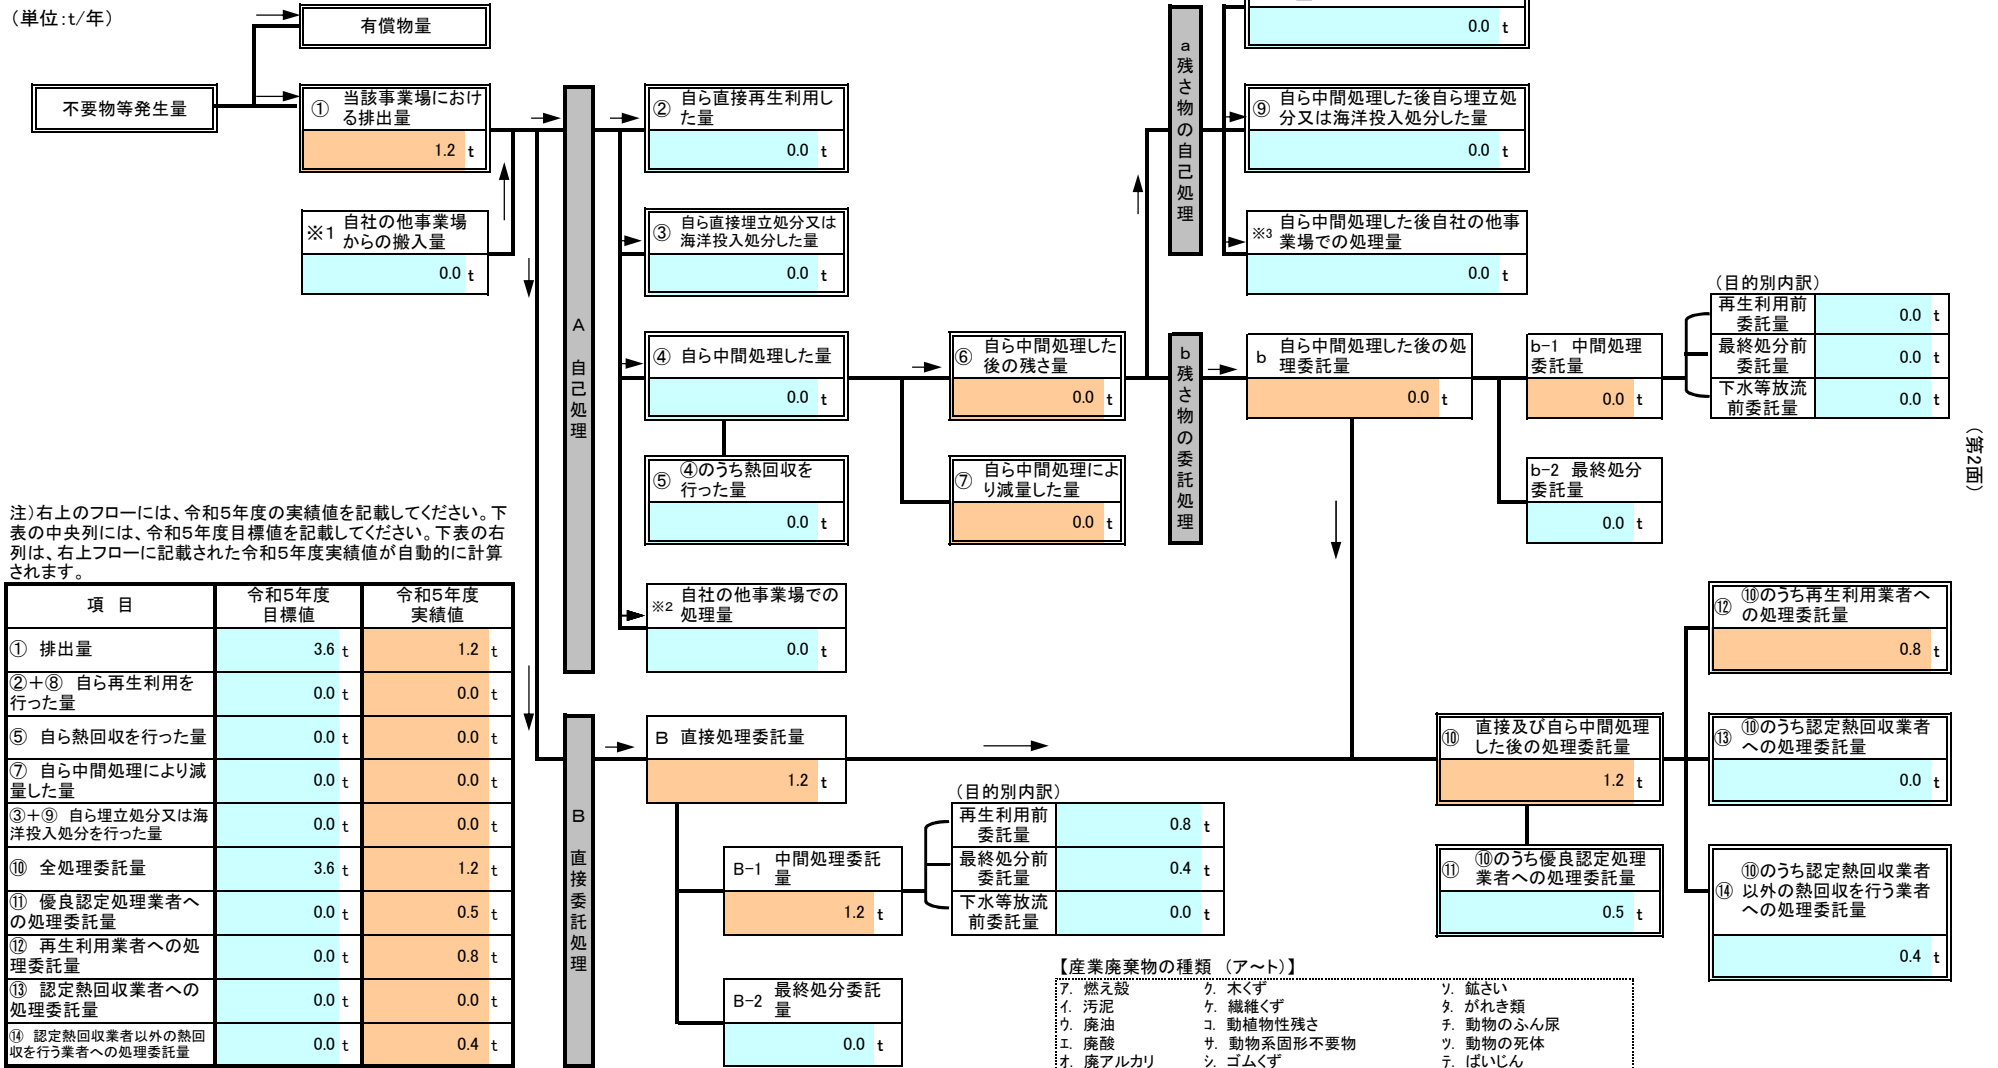 (単位:t/年)
有償物量
不要物等発生量
① 当該事業場におけ
る排出量
1.2 t
※1 自社の他事業場
からの搬入量
0.0 t
A 自己処理
② 自ら直接再生利用し
た量
0.0 t
③ 自ら直接埋立処分又は
海洋投入処分した量
0.0 t
④ 自ら中間処理した量
0.0 t
⑤ ④のうち熱回収を
行った量
0.0 t
※2 自社の他事業場での
処理量
0.0 t
⑥ 自ら中間処理した
後の残さ量
0.0 t
⑦ 自ら中間処理によ
り減量した量
0.0 t
a 残さ物の自己処理
0.0 t
⑨ 自ら中間処理した後自ら埋立処
分又は海洋投入処分した量
0.0 t
※3 自ら中間処理した後自社の他事
業場での処理量
0.0 t
b 残さ物の委託処理
b 自ら中間処理した後の処
理委託量
0.0 t
b-1 中間処理
委託量
0.0 t
b-2 最終処分
委託量
0.0 t
(目的別内訳)
再生利用前
委託量 0.0 t
最終処分前
委託量 0.0 t
下水等放流
前委託量 0.0 t
(第2面)
注)右上のフローには、令和5年度の実績値を記載してください。下
表の中央列には、令和5年度目標値を記載してください。下表の右
列は、右上フローに記載された令和5年度実績値が自動的に計算
されます。
項 目 令和5年度
目標値 令和5年度
実績値
① 排出量 3.6 t 1.2 t
②+⑧ 自ら再生利用を
行った量 0.0 t 0.0 t
⑤ 自ら熱回収を行った量 0.0 t 0.0 t
⑦ 自ら中間処理により減
量した量 0.0 t 0.0 t
③+⑨ 自ら埋立処分又は海
洋投入処分を行った量 0.0 t 0.0 t
⑩ 全処理委託量 3.6 t 1.2 t
⑪ 優良認定処理業者へ
の処理委託量 0.0 t 0.5 t
⑫ 再生利用業者への処
理委託量 0.0 t 0.8 t
⑬ 認定熱回収業者への
処理委託量 0.0 t 0.0 t
⑭ 認定熱回収業者以外の熱回
収を行う業者への処理委託量 0.0 t 0.4 t
B 直接委託処理
B 直接処理委託量
1.2 t
B-1 中間処理委託
量
1.2 t
B-2 最終処分委託
量
0.0 t
(目的別内訳)
再生利用前
委託量 0.8 t
最終処分前
委託量 0.4 t
下水等放流
前委託量 0.0 t
⑩ 直接及び自ら中間処理
した後の処理委託量
1.2 t
⑪ ⑩のうち優良認定処理
業者への処理委託量
0.5 t
⑫ ⑩のうち再生利用業者へ
の処理委託量
0.8 t
⑬ ⑩のうち認定熱回収業者
への処理委託量
0.0 t
⑭ ⑩のうち認定熱回収業者
以外の熱回収を行う業者
への処理委託量
0.4 t
【産業廃棄物の種類 (ア~ト)】
ア. 燃え殻 ク. 木くず ソ. 鉱さい
イ. 汚泥 ケ. 繊維くず タ. がれき類
ウ. 廃油 コ. 動植物性残さ チ. 動物のふん尿
エ. 廃酸 サ. 動物系固形不要物 ツ. 動物の死体
オ. 廃アルカリ シ. ゴムくず テ. ばいじん